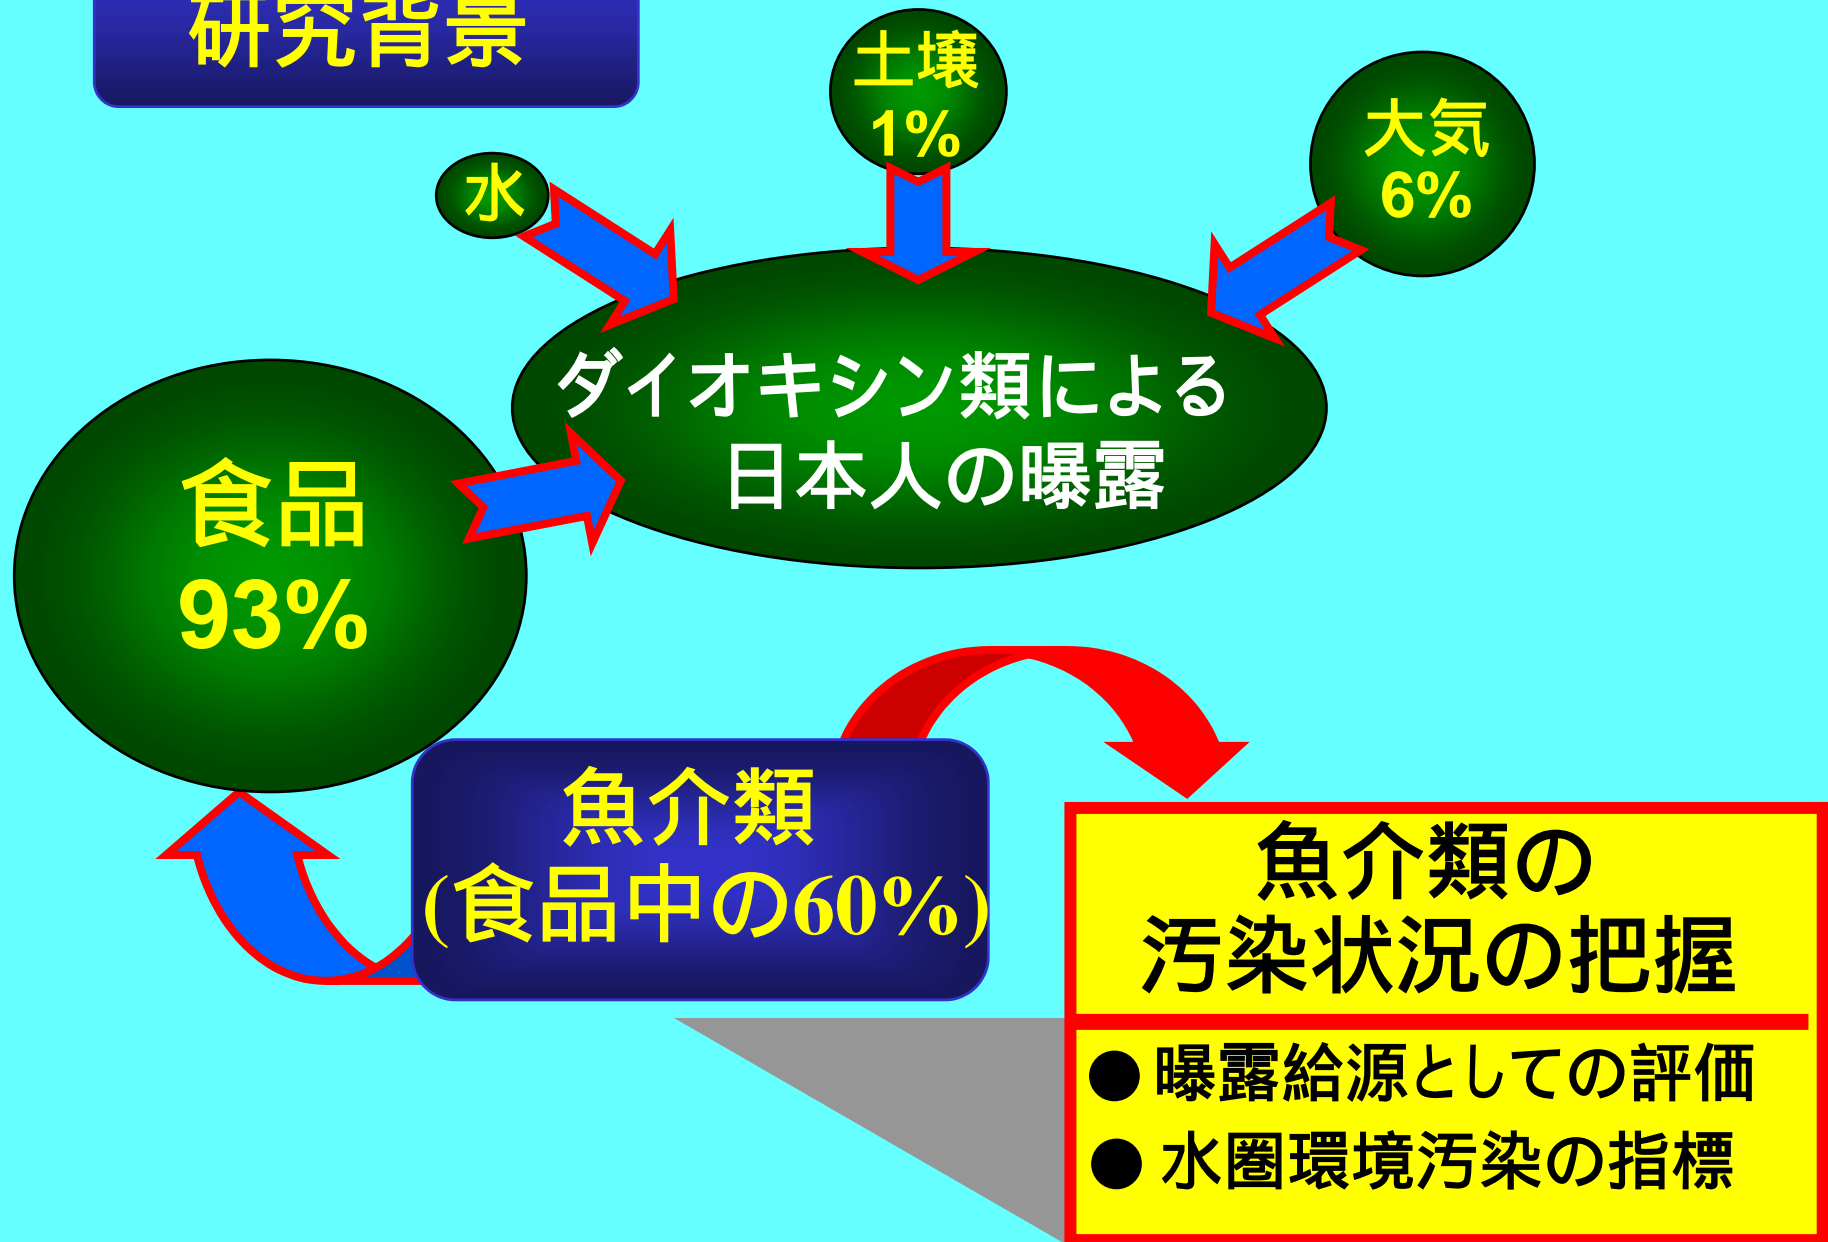 研究背景
土壌
1%
大気
6%
水
ダイオキシン類による
日本人の曝露
食品
93%
魚介類
(食品中の60%)
魚介類の
汚染状況の把握
● 曝露給源としての評価
● 水圏環境汚染の指標